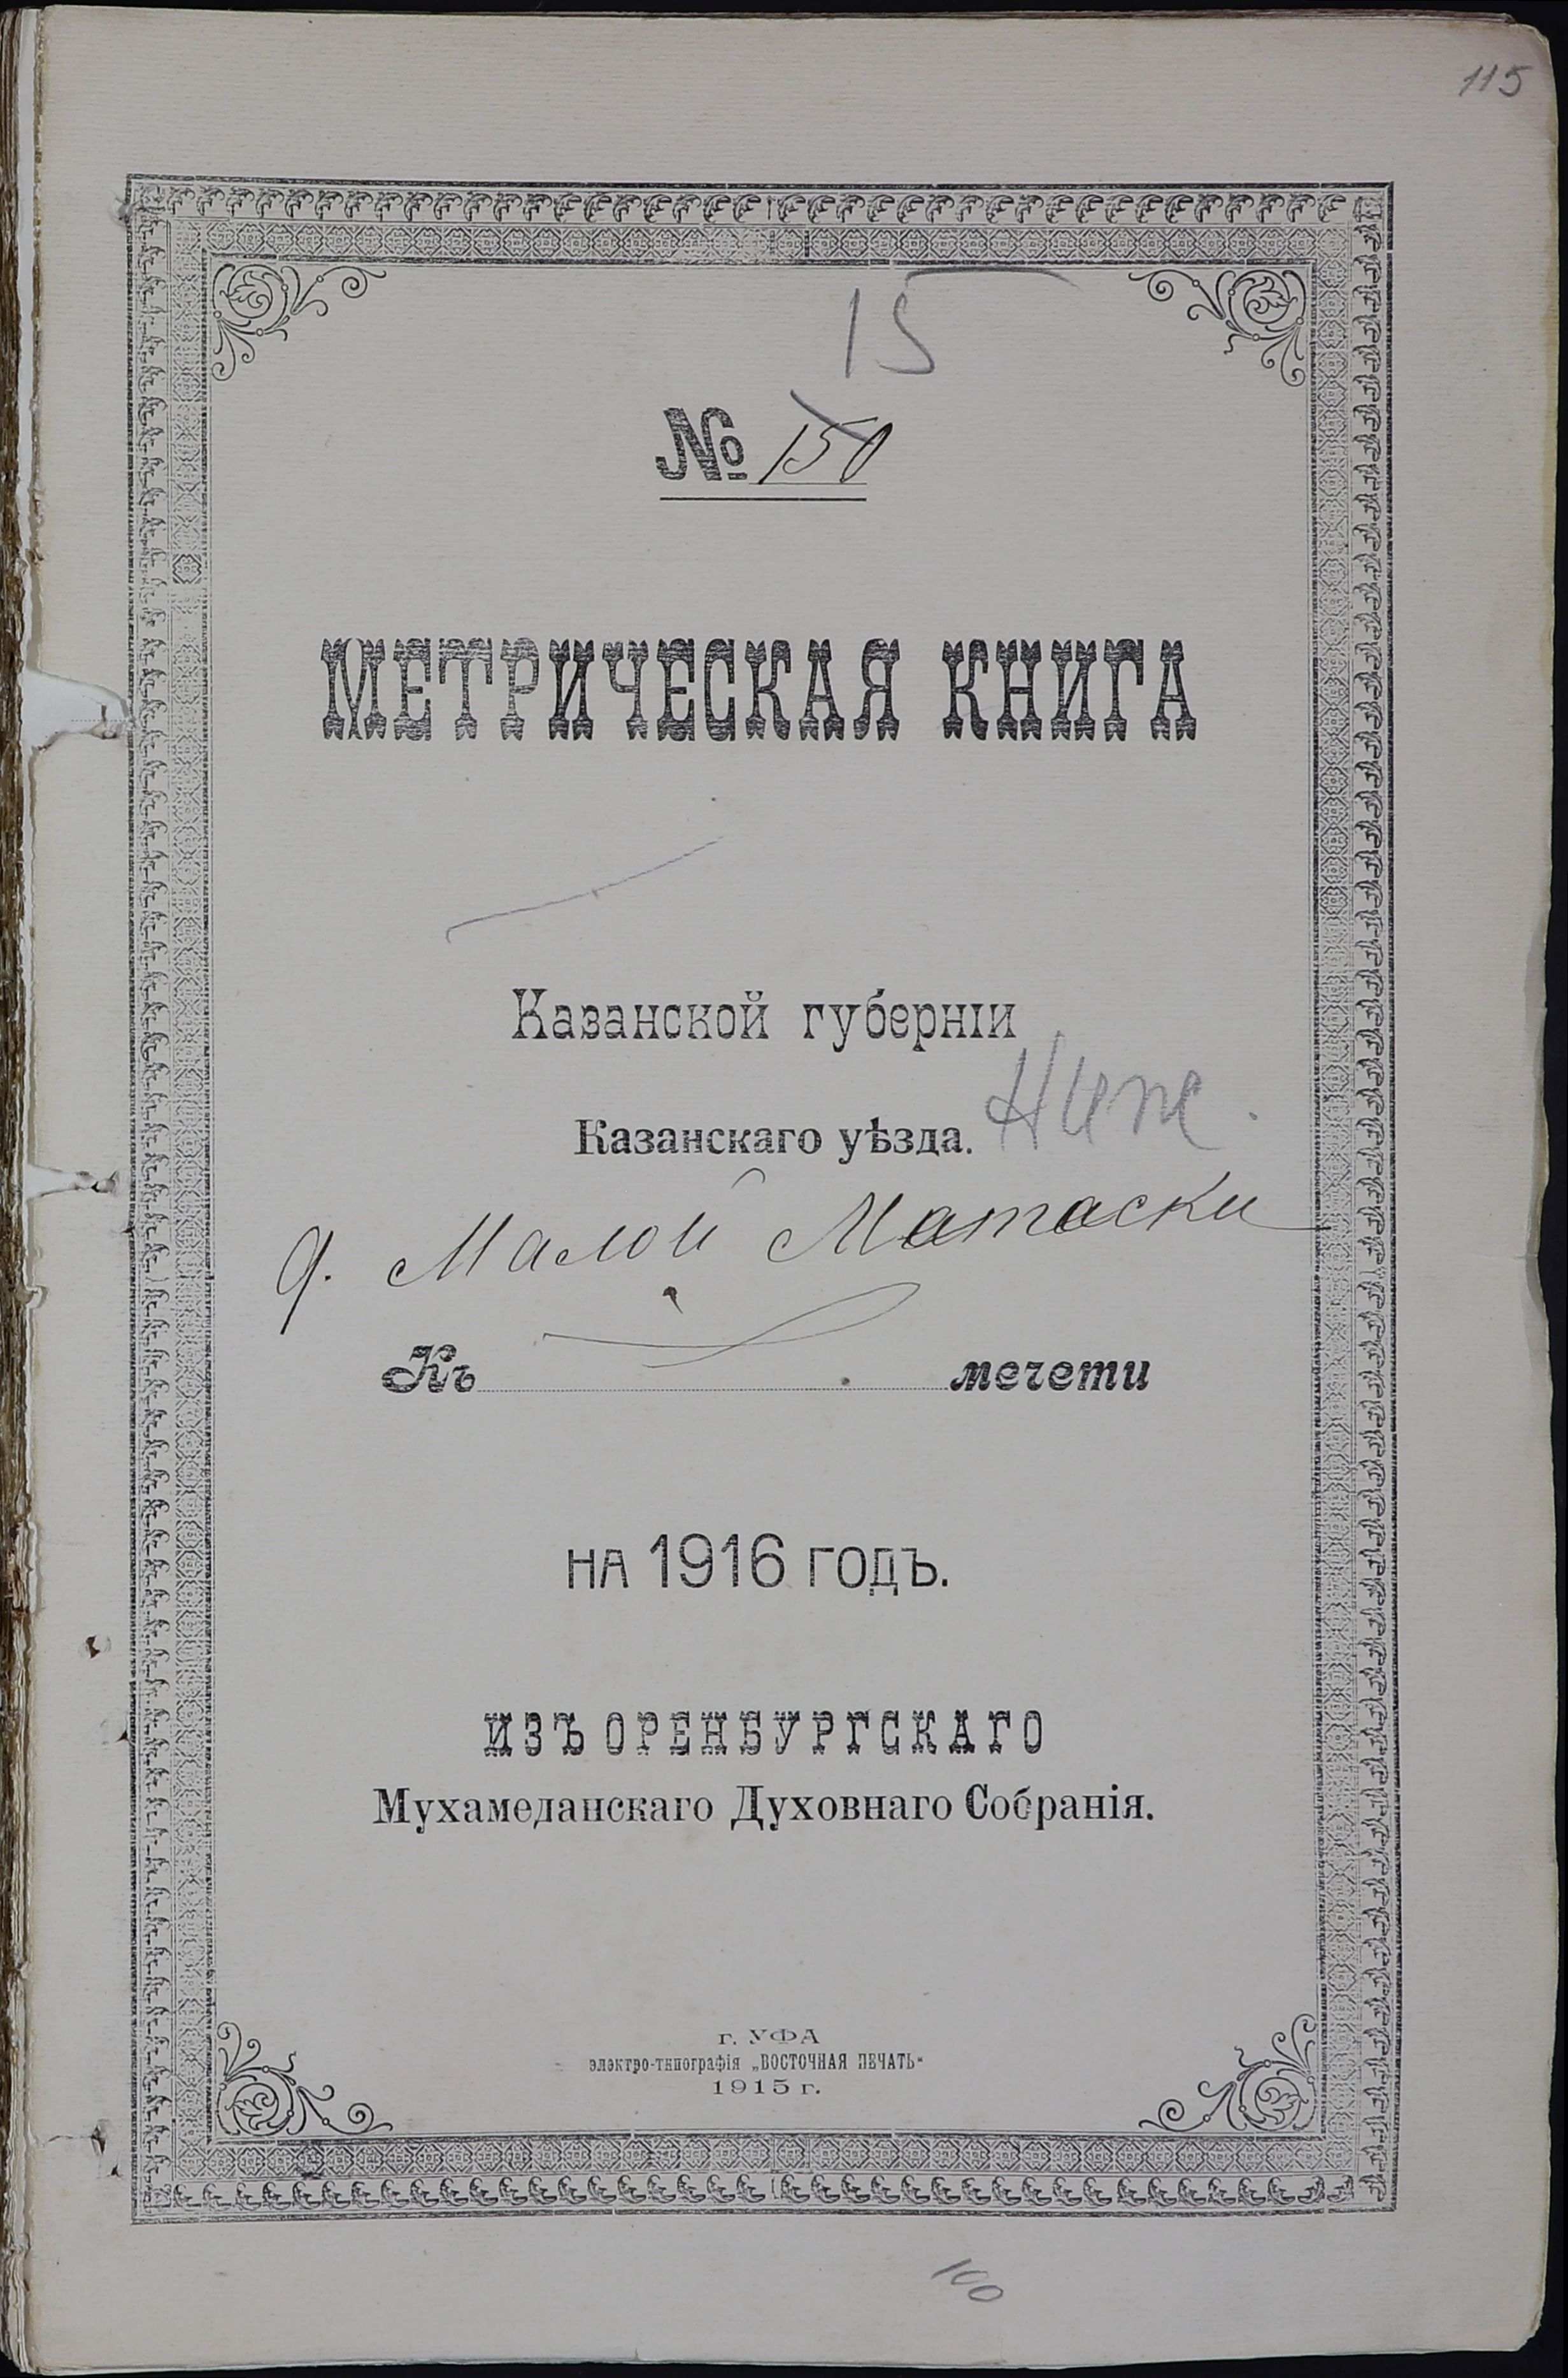 115
15
№ 150
МЕТРИЧЕСКАЯ КНИГА
Казанской губерніи
Казанскаго уѣзда.
д. Малой Матаски
Къ мечети
НА 1916 ГОДЪ.
ИЗЪ ОРЕНБУРГСКАГО
Мухамеданскаго Духовнаго Собранія.
г. УФА
электро-типографія „ВОСТОЧНАЯ ПЕЧАТЬ“
1915 г.
100